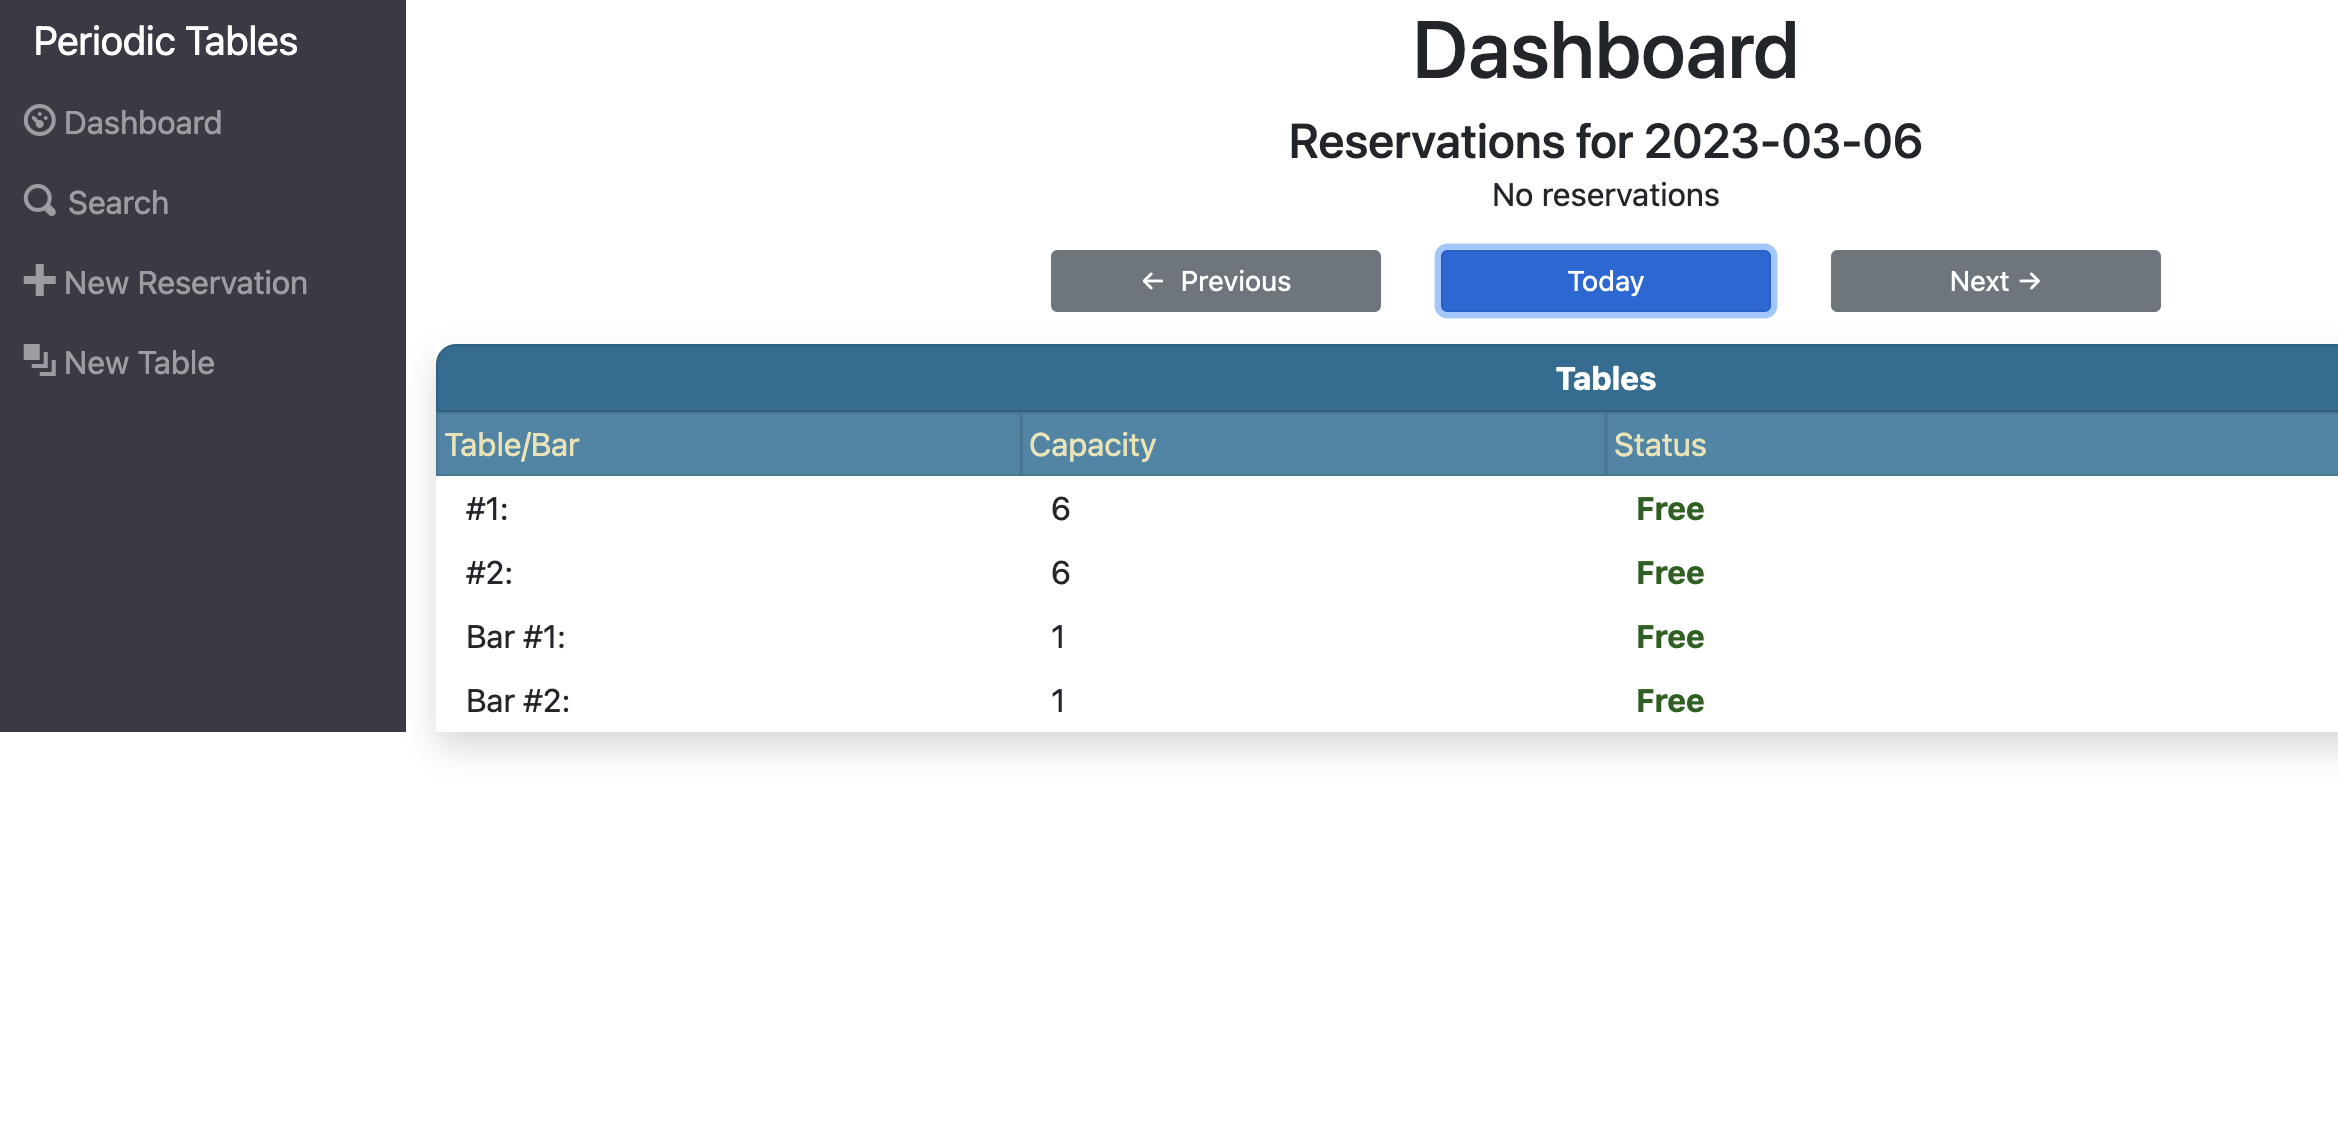 Periodic Tables
Dashboard
Search
New Reservation
New Table
Dashboard
Reservations for 2023-03-06
No reservations
← Previous
Today
Next →
Tables
Table/Bar Capacity Status
#1: 6 Free
#2: 6 Free
Bar #1: 1 Free
Bar #2: 1 Free